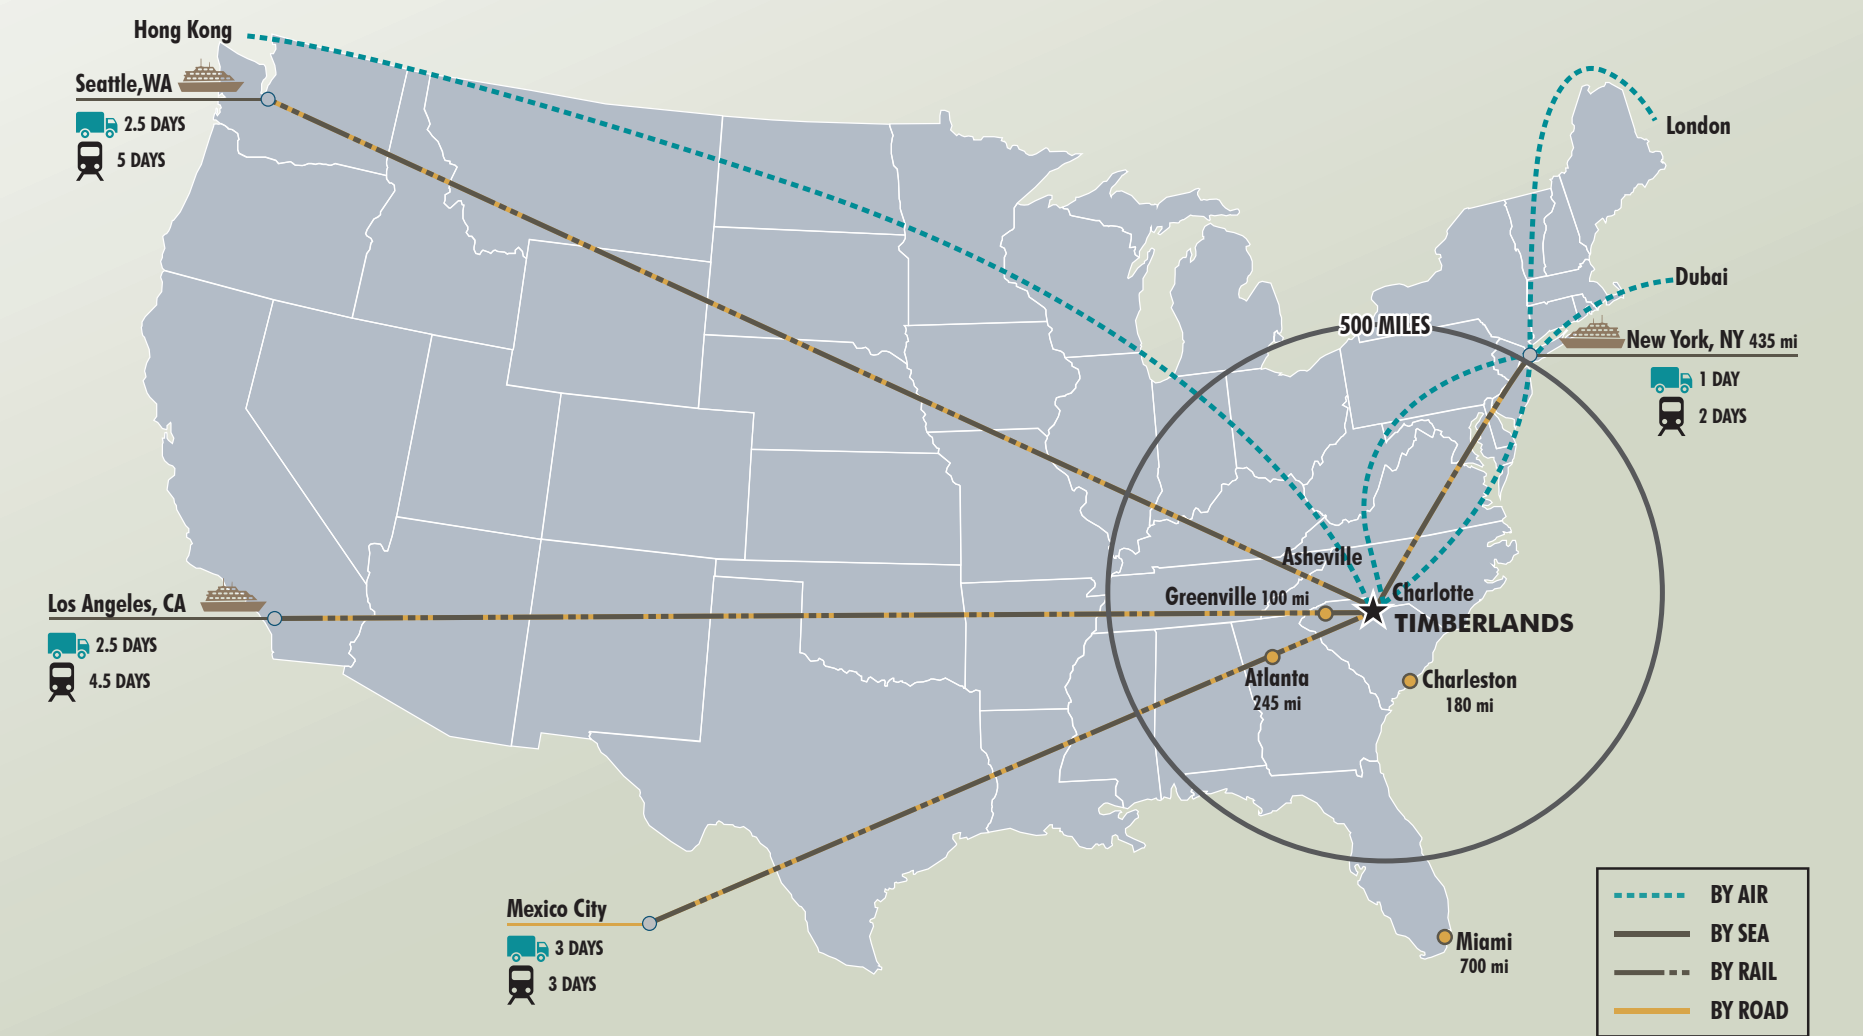 Hong Kong
Seattle,WA
2.5 DAYS
5 DAYS
London
Dubai
500 MILES
New York, NY 435 mi
1 DAY
2 DAYS
Asheville
Greenville 100 mi
Charlotte
TIMBERLANDS
Los Angeles, CA
2.5 DAYS
4.5 DAYS
Atlanta
245 mi
Charleston
180 mi
Mexico City
3 DAYS
3 DAYS
Miami
700 mi
BY AIR
BY SEA
BY RAIL
BY ROAD